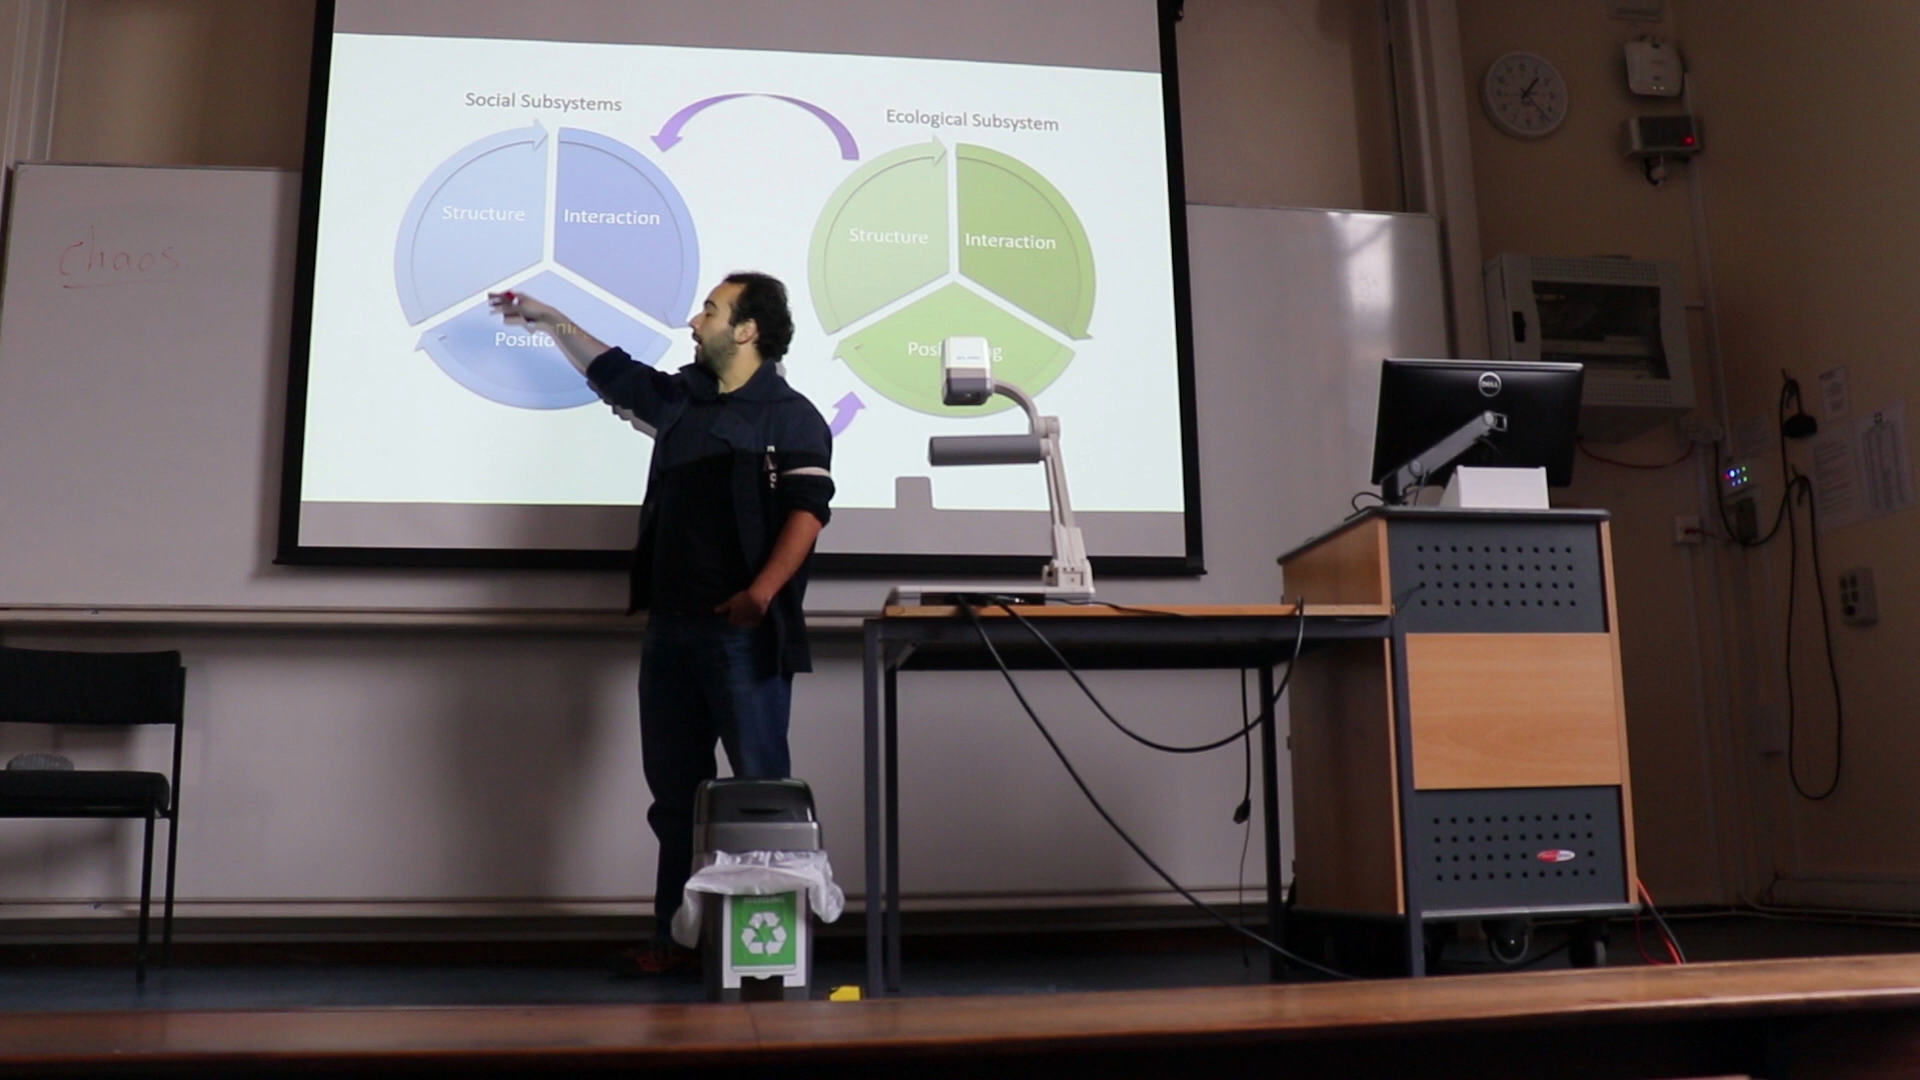 Social Subsystems
Ecological Subsystem
Structure
Interaction
Structure
Interaction
chaos
DELL